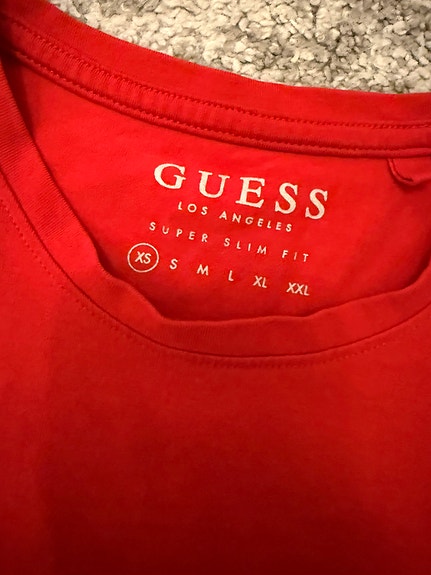 GUESS
LOS ANGELES
SUPER SLIM FIT
XS S M L XL XXL